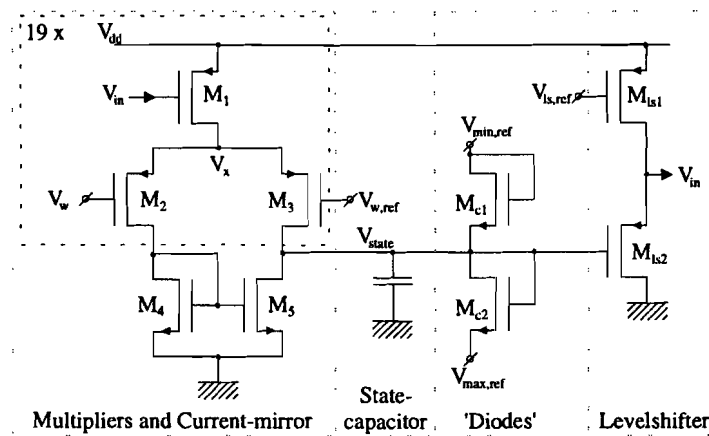 19 x
V_dd
V_in
M_1
V_ls,ref
M_ls1
V_min,ref
V_x
V_in
V_w
M_2
M_3
V_w,ref
M_c1
V_state
M_ls2
M_4
M_5
M_c2
V_max,ref
Multipliers and Current-mirror
State-
capacitor
'Diodes'
Levelshifter